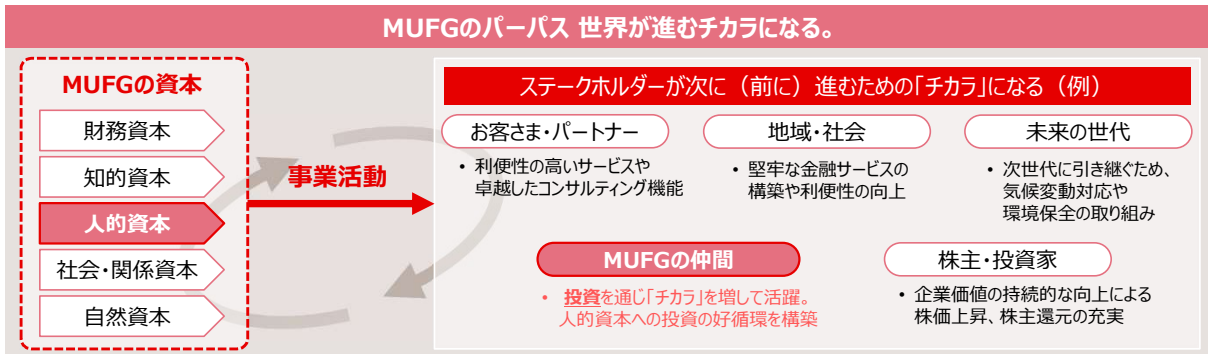 MUFGのパーパス 世界が進むチカラになる。
MUFGの資本
財務資本
知的資本
人的資本
社会・関係資本
自然資本
事業活動
ステークホルダーが次に（前に）進むための「チカラ」になる（例）
お客さま・パートナー
• 利便性の高いサービスや
卓越したコンサルティング機能
地域・社会
• 堅牢な金融サービスの
構築や利便性の向上
未来の世代
• 次世代に引き継ぐため、
気候変動対応や
環境保全の取り組み
MUFGの仲間
• 投資を通じ「チカラ」を増して活躍。
人的資本への投資の好循環を構築
株主・投資家
• 企業価値の持続的な向上による
株価上昇、株主還元の充実